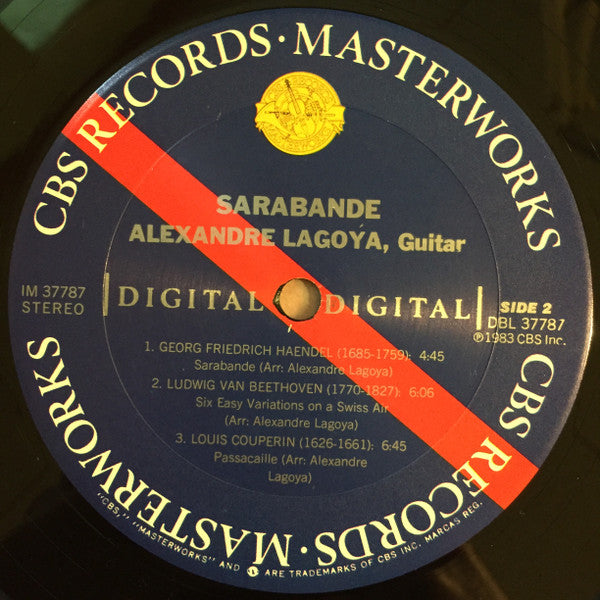 CBS RECORDS · MASTERWORKS
SARABANDE
ALEXANDRE LAGOYA, Guitar
IM 37787
STEREO
DIGITAL DIGITAL
SIDE 2
DBL 37787
℗1983 CBS Inc.
1. GEORG FRIEDRICH HAENDEL (1685-1759): 4:45
Sarabande (Arr: Alexandre Lagoya)
2. LUDWIG VAN BEETHOVEN (1770-1827): 6:06
Six Easy Variations on a Swiss Air
(Arr: Alexandre Lagoya)
3. LOUIS COUPERIN (1626-1661): 6:45
Passacaille (Arr: Alexandre
Lagoya)
CBS RECORDS · MASTERWORKS
"CBS," "MASTERWORKS" AND ARE TRADEMARKS OF CBS INC. MARCAS REG.